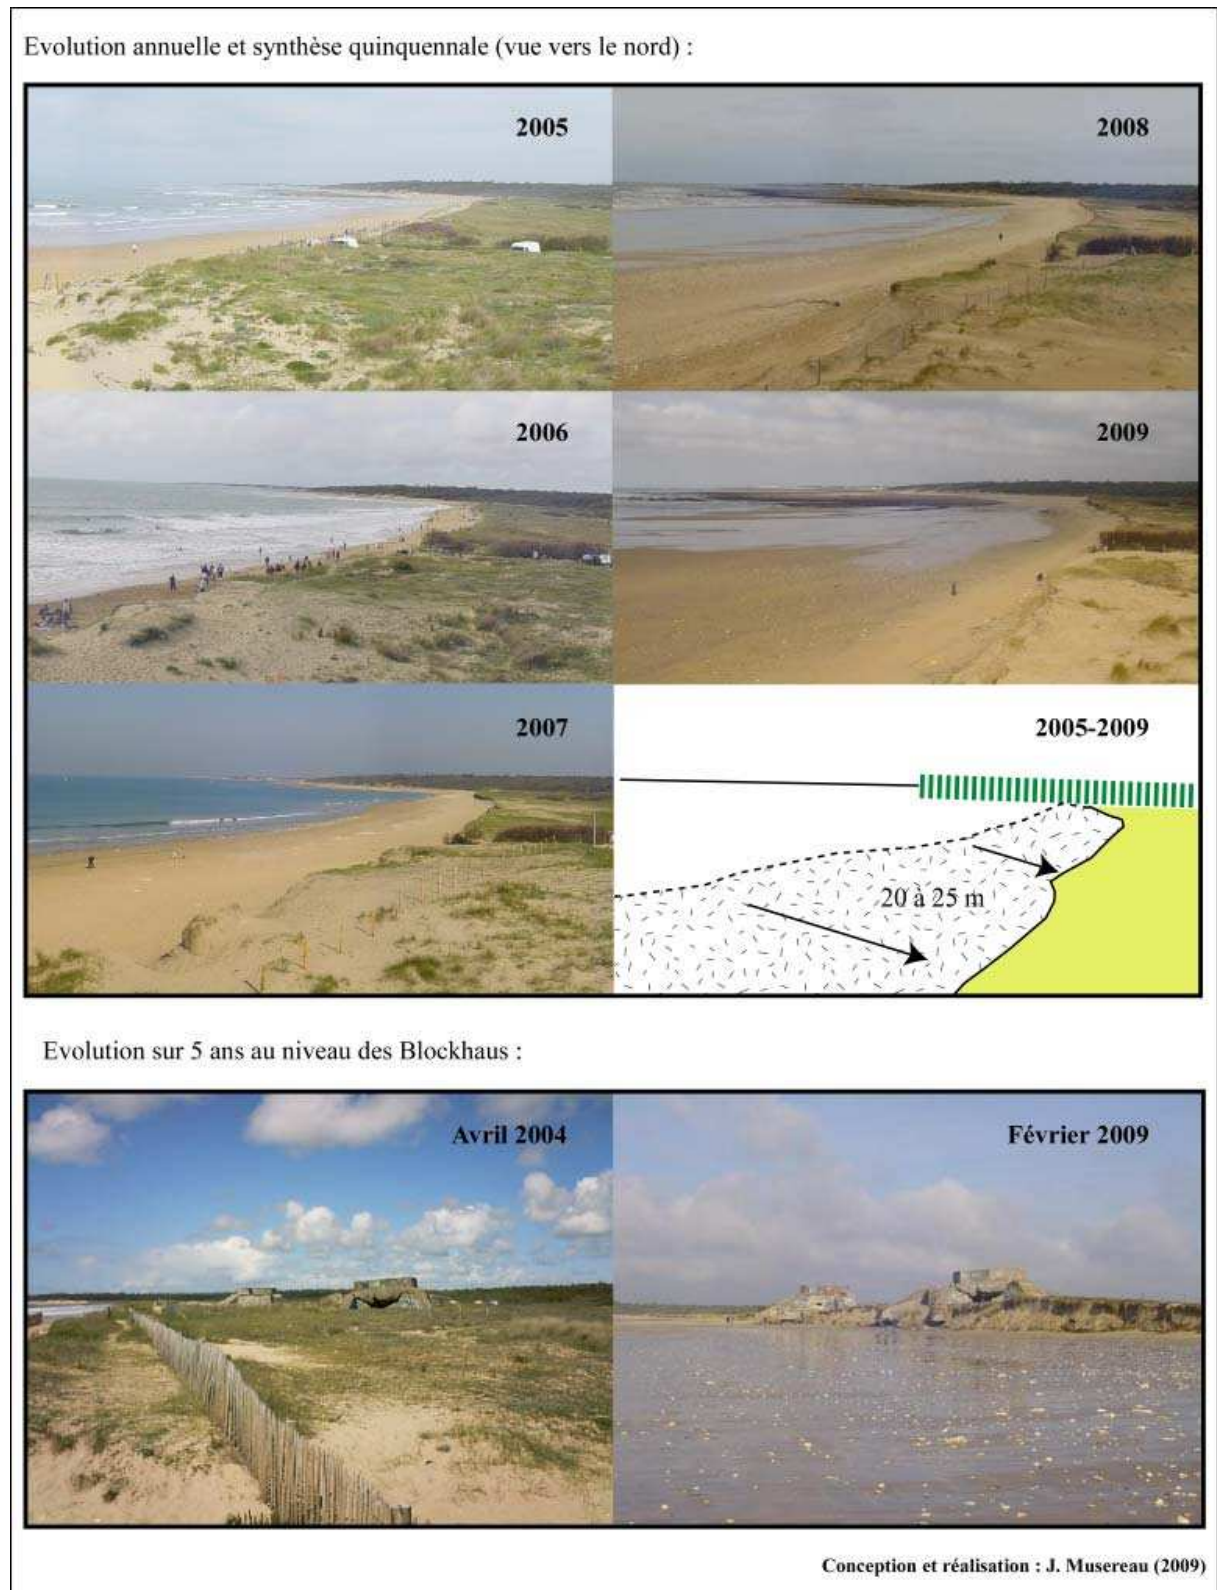 Evolution annuelle et synthèse quinquennale (vue vers le nord) :
2005
2008
2006
2009
2007
2005-2009
20 à 25 m
Evolution sur 5 ans au niveau des Blockhaus :
Avril 2004
Février 2009
Conception et réalisation : J. Musereau (2009)